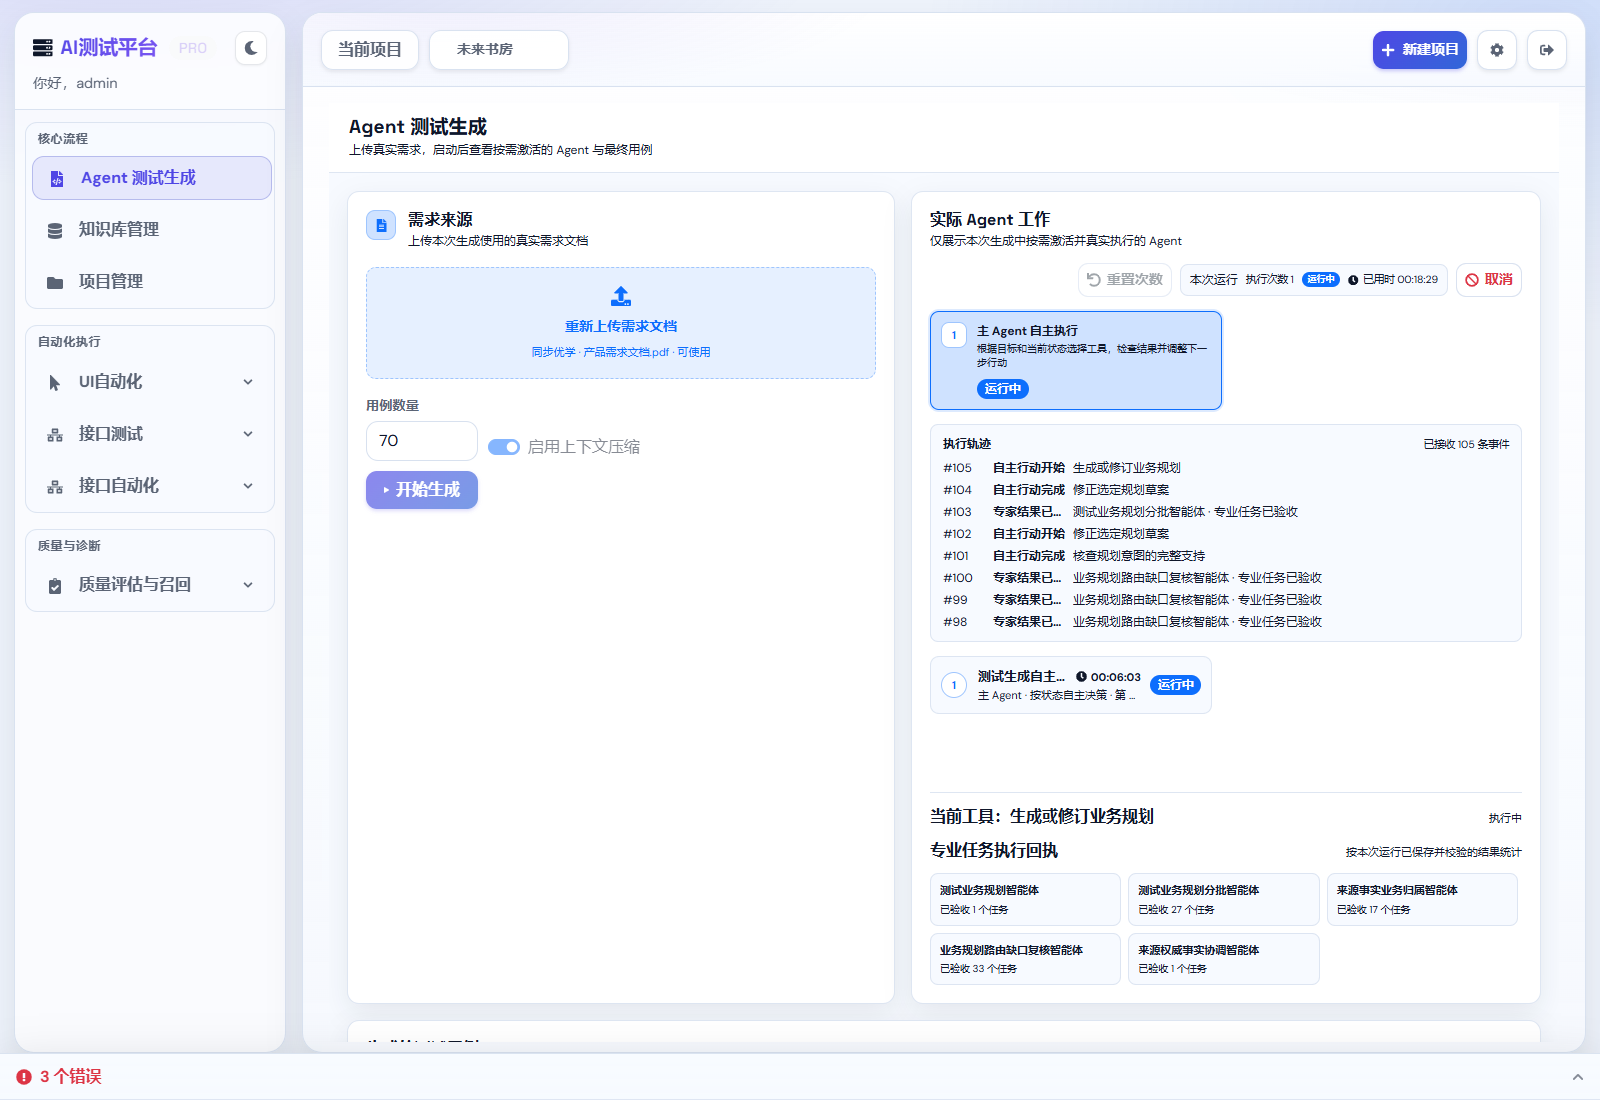 AI测试平台 PRO
你好，admin
核心流程
Agent 测试生成
知识库管理
项目管理
自动化执行
UI自动化
接口测试
接口自动化
质量与诊断
质量评估与召回
当前项目 未来书房
新建项目
Agent 测试生成
上传真实需求，启动后查看按需激活的 Agent 与最终用例
需求来源
上传本次生成使用的真实需求文档
重新上传需求文档
同步优学 · 产品需求文档.pdf · 可使用
用例数量
70 启用上下文压缩
开始生成
实际 Agent 工作
仅展示本次生成中按需激活并真实执行的 Agent
重置次数 本次运行 执行次数 1 运行中 已用时 00:18:29 取消
1 主 Agent 自主执行
根据目标和当前状态选择工具，检查结果并调整下一
步行动
运行中
执行轨迹 已接收 105 条事件
#105 自主行动开始 生成或修订业务规划
#104 自主行动完成 修正选定规划草案
#103 专家结果已... 测试业务规划分批智能体 · 专业任务已验收
#102 自主行动开始 修正选定规划草案
#101 自主行动完成 核查规划意图的完整支持
#100 专家结果已... 业务规划路由缺口复核智能体 · 专业任务已验收
#99 专家结果已... 业务规划路由缺口复核智能体 · 专业任务已验收
#98 专家结果已... 业务规划路由缺口复核智能体 · 专业任务已验收
1 测试生成自主... 00:06:03 运行中
主 Agent · 按状态自主决策 · 第 ...
当前工具：生成或修订业务规划 执行中
专业任务执行回执 按本次运行已保存并校验的结果统计
测试业务规划智能体
已验收 1 个任务
测试业务规划分批智能体
已验收 27 个任务
来源事实业务归属智能体
已验收 17 个任务
业务规划路由缺口复核智能体
已验收 33 个任务
来源权威事实协调智能体
已验收 1 个任务
3 个错误